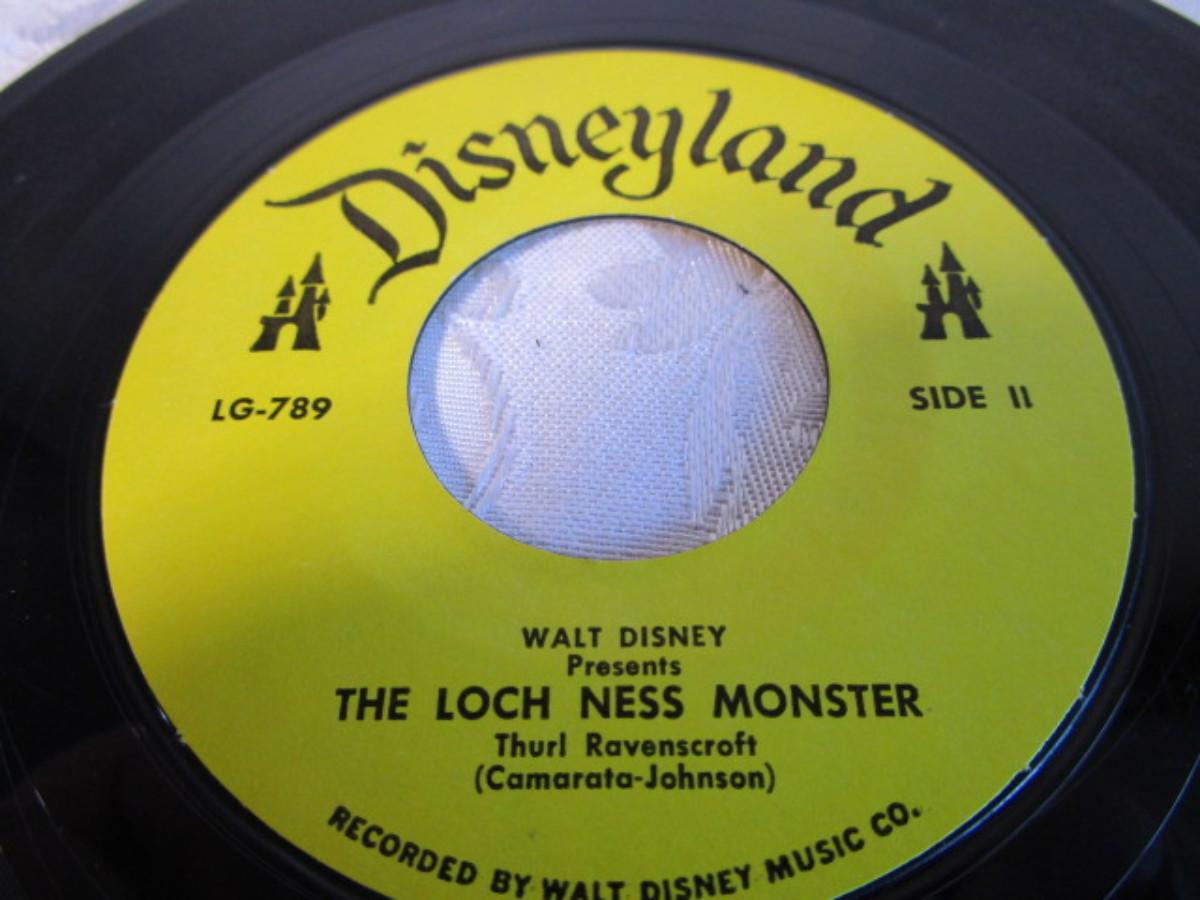 Disneyland
LG-789
SIDE II
WALT DISNEY
Presents
THE LOCH NESS MONSTER
Thurl Ravenscroft
(Camarata-Johnson)
RECORDED BY WALT DISNEY MUSIC CO.